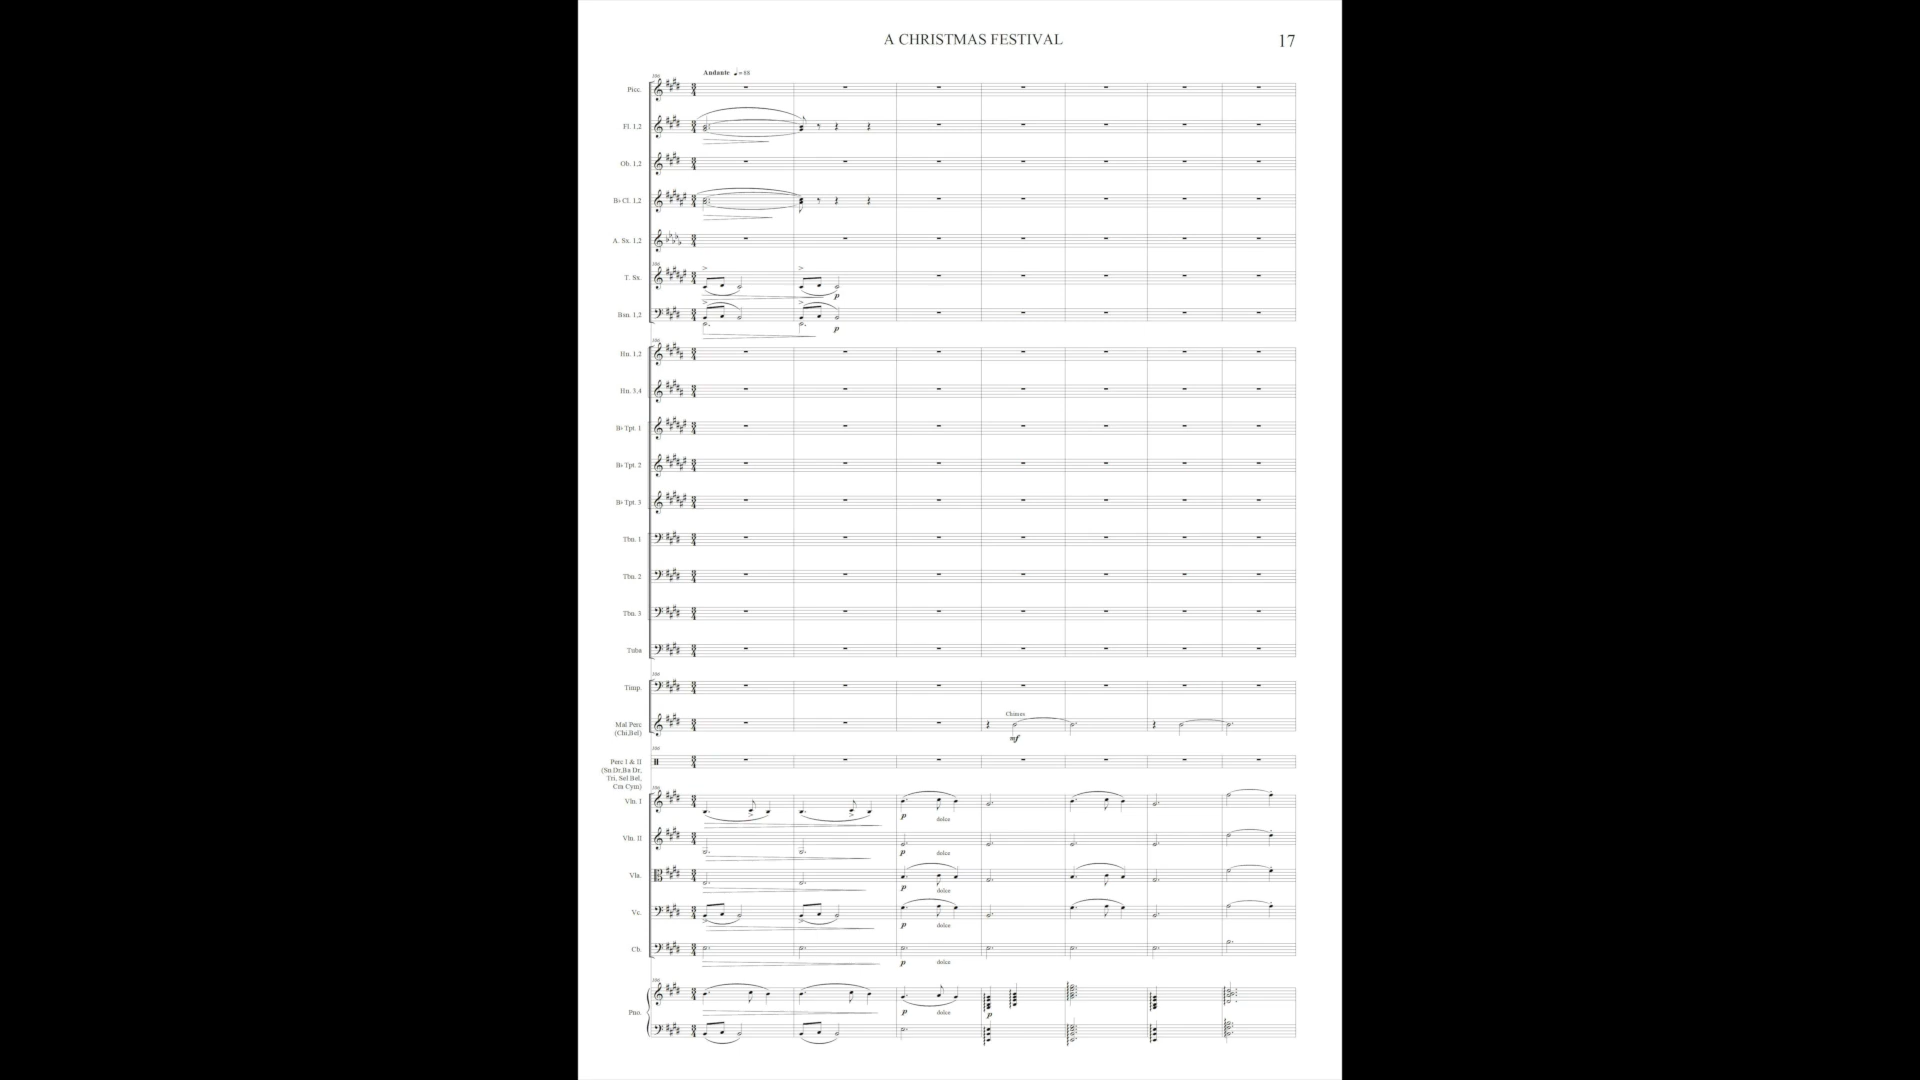 A CHRISTMAS FESTIVAL
17
Andante ♩=88
Picc.
Fl. 1,2
Ob. 1,2
B♭ Cl. 1,2
A. Sx. 1,2
T. Sx.
p
Bsn. 1,2
p
Hn. 1,2
Hn. 3,4
B♭ Tpt. 1
B♭ Tpt. 2
B♭ Tpt. 3
Tbn. 1
Tbn. 2
Tbn. 3
Tuba
Timp.
Chimes
Mal Perc
(Chi,Bel)
mf
Perc I & II
(Sn Dr,Ba Dr,
Tri, Sel Bel,
Cm Cym)
Vln. I
p dolce
Vln. II
p dolce
Vla.
p dolce
Vc.
p dolce
Cb.
p dolce
Pno.
p dolce p